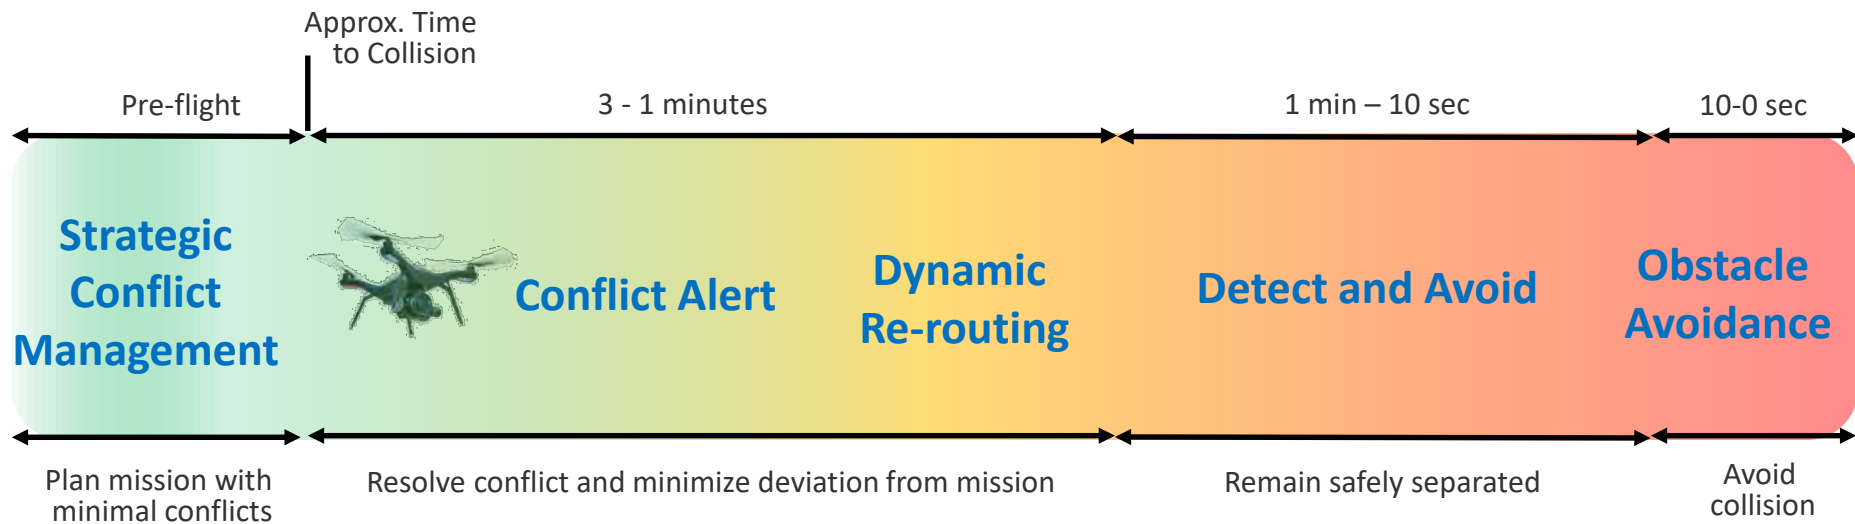 Approx. Time
to Collision
Pre-flight
3 - 1 minutes
1 min – 10 sec
10-0 sec
Strategic
Conflict
Management
Conflict Alert
Dynamic
Re-routing
Detect and Avoid
Obstacle
Avoidance
Plan mission with
minimal conflicts
Resolve conflict and minimize deviation from mission
Remain safely separated
Avoid
collision